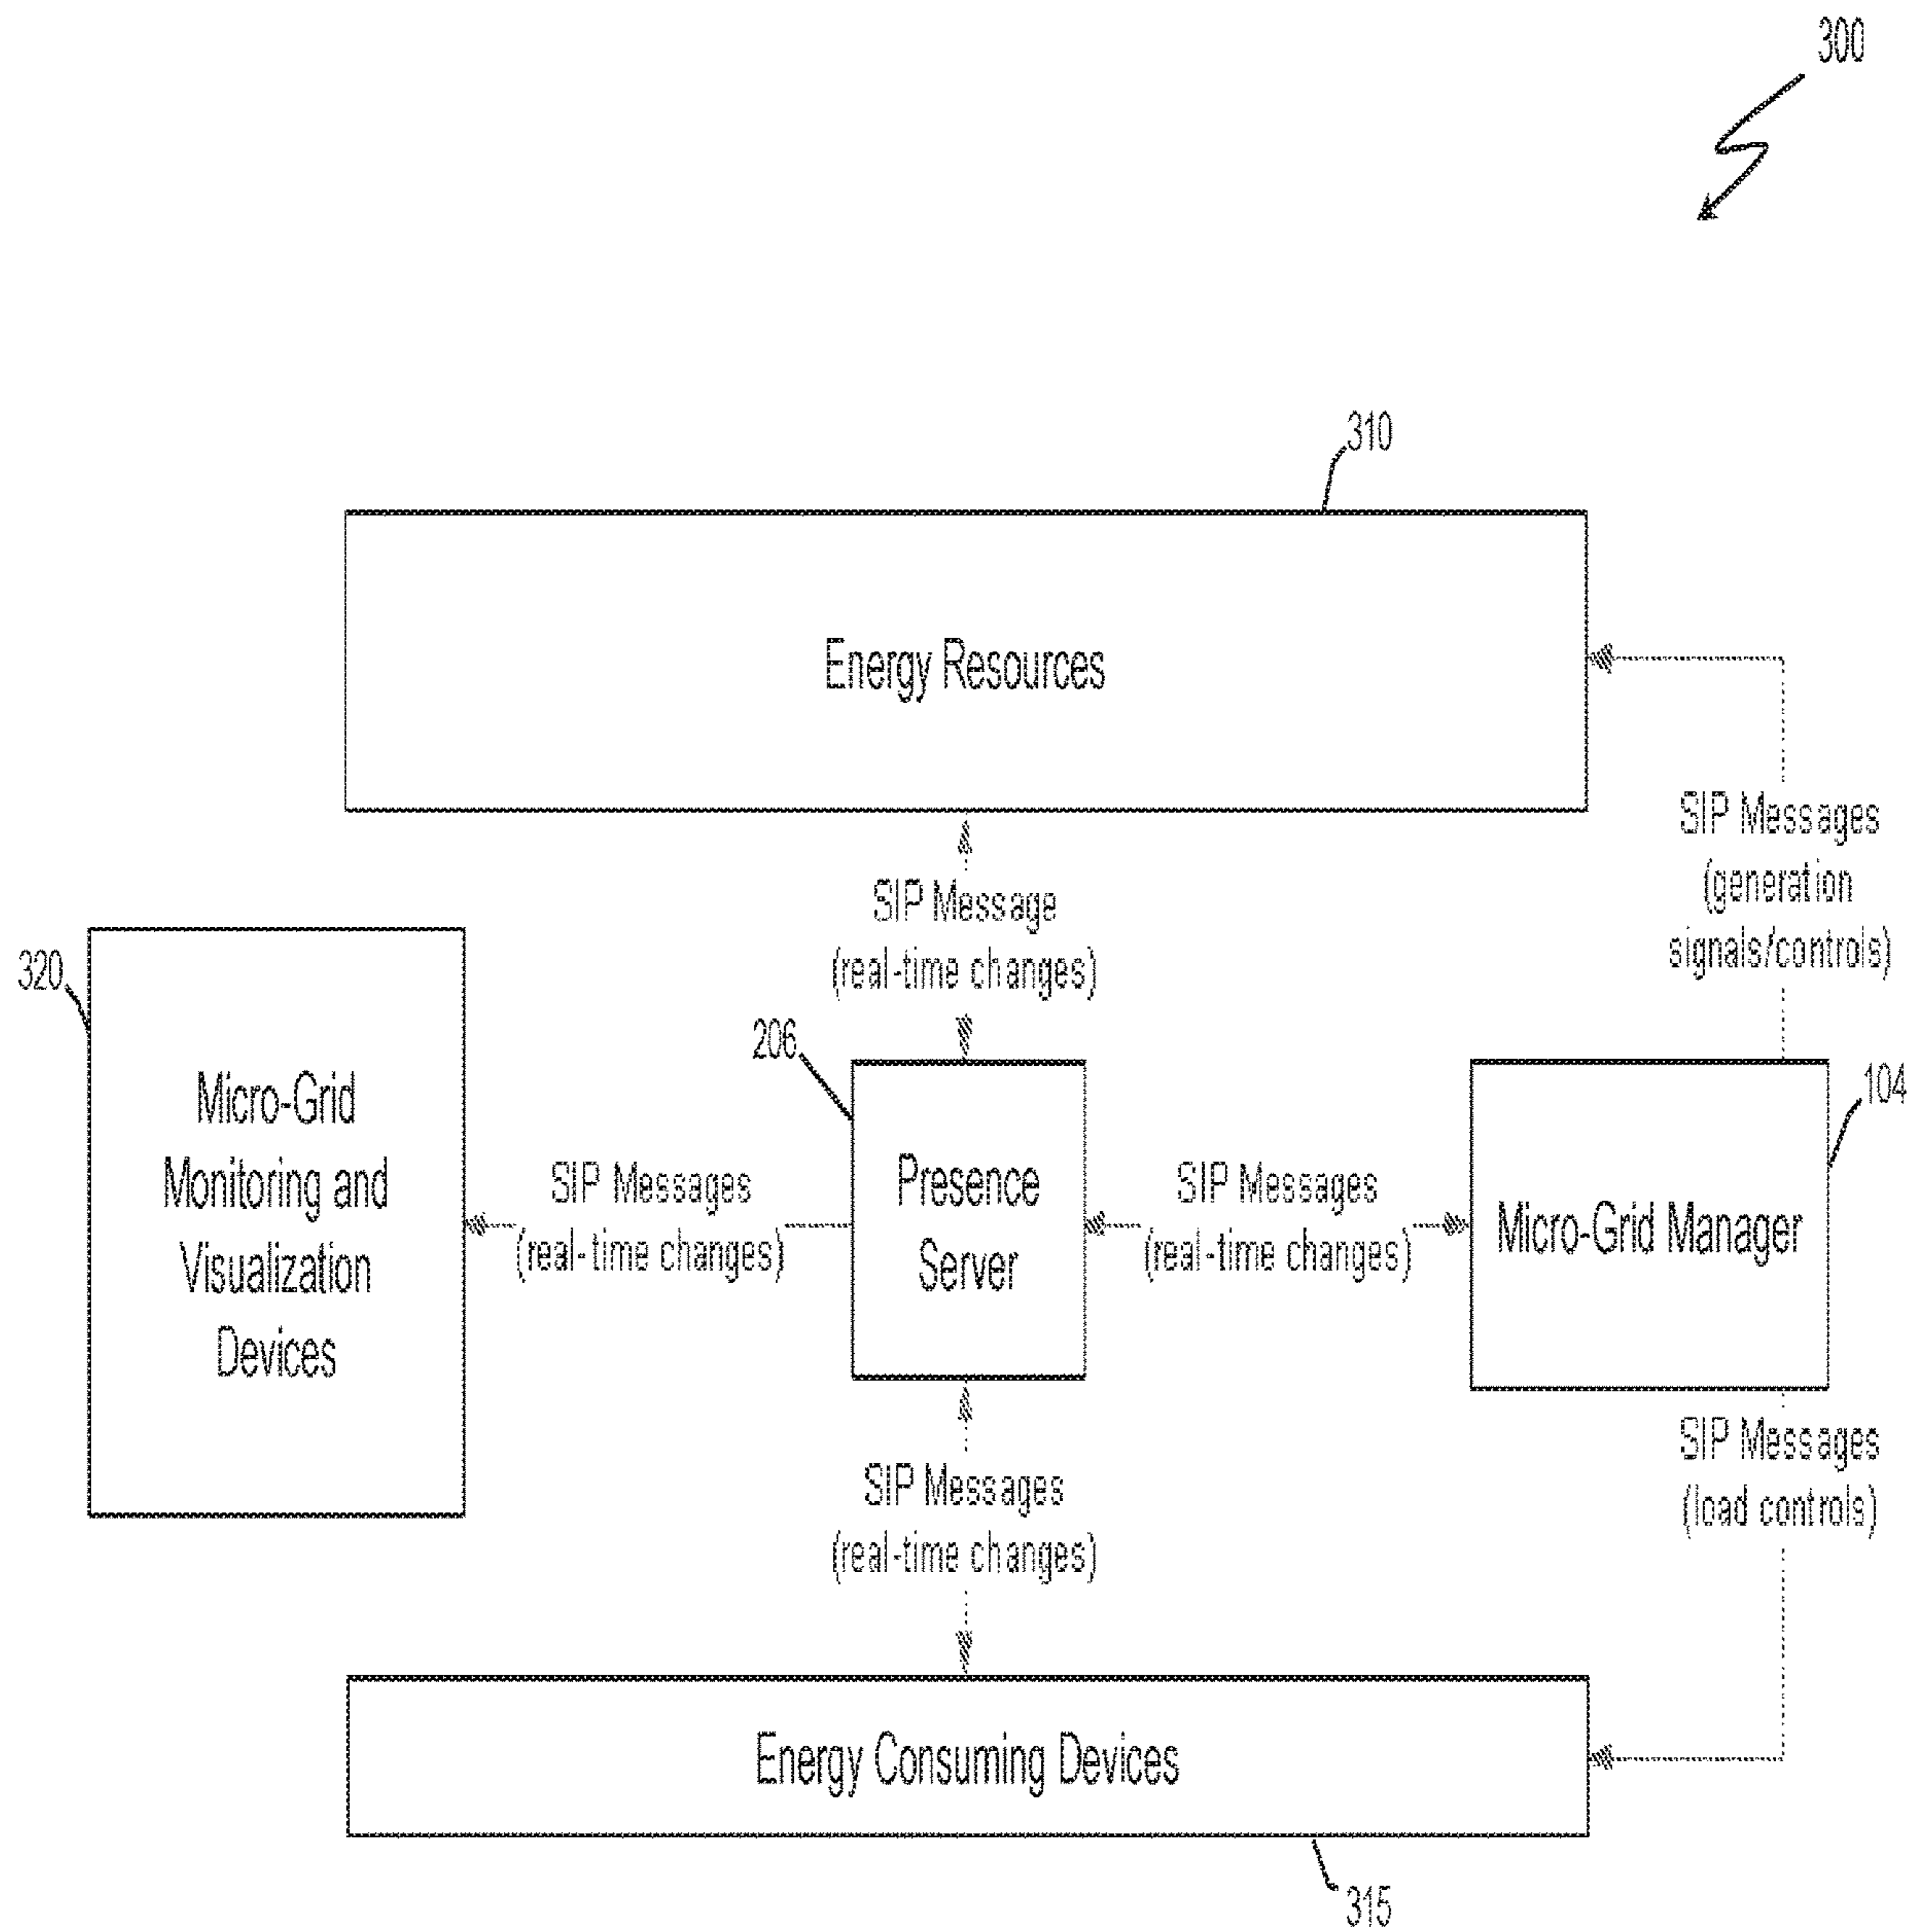 300
310
Energy Resources
SIP Messages
(generation
signals/controls)
SIP Message
(real-time changes)
320
206
104
Micro-Grid
Monitoring and
Visualization
Devices
SIP Messages
(real-time changes)
Presence
Server
SIP Messages
(real-time changes)
Micro-Grid Manager
SIP Messages
(load controls)
SIP Messages
(real-time changes)
Energy Consuming Devices
315